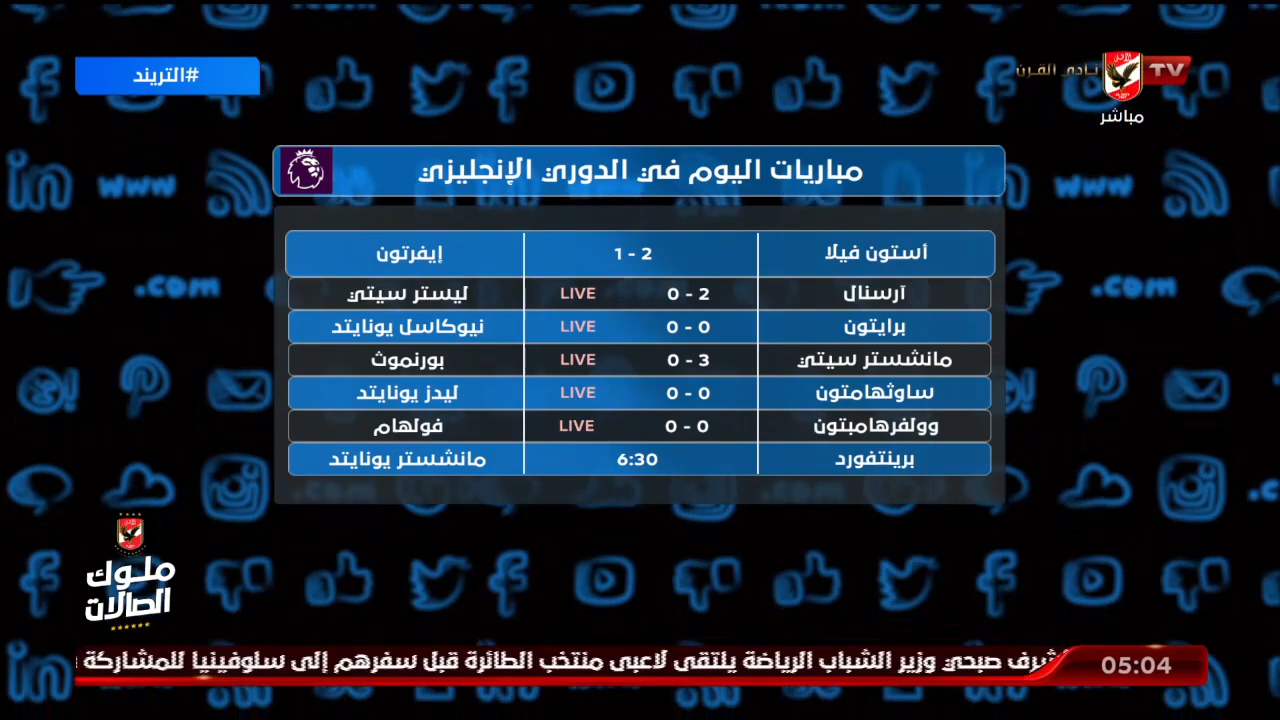 #التريند
نادي القرن TV
مباشر
مباريات اليوم في الدوري الإنجليزي
أستون فيلا 2 - 1 إيفرتون
آرسنال 2 - 0 LIVE ليستر سيتي
برايتون 0 - 0 LIVE نيوكاسل يونايتد
مانشستر سيتي 3 - 0 LIVE بورنموث
ساوثهامتون 0 - 0 LIVE ليدز يونايتد
وولفرهامبتون 0 - 0 LIVE فولهام
برينتفورد 6:30 مانشستر يونايتد
ملوك
الصالات
05:04 أشرف صبحي وزير الشباب الرياضة يلتقى لاعبى منتخب الطائرة قبل سفرهم إلى سلوفينيا للمشاركة